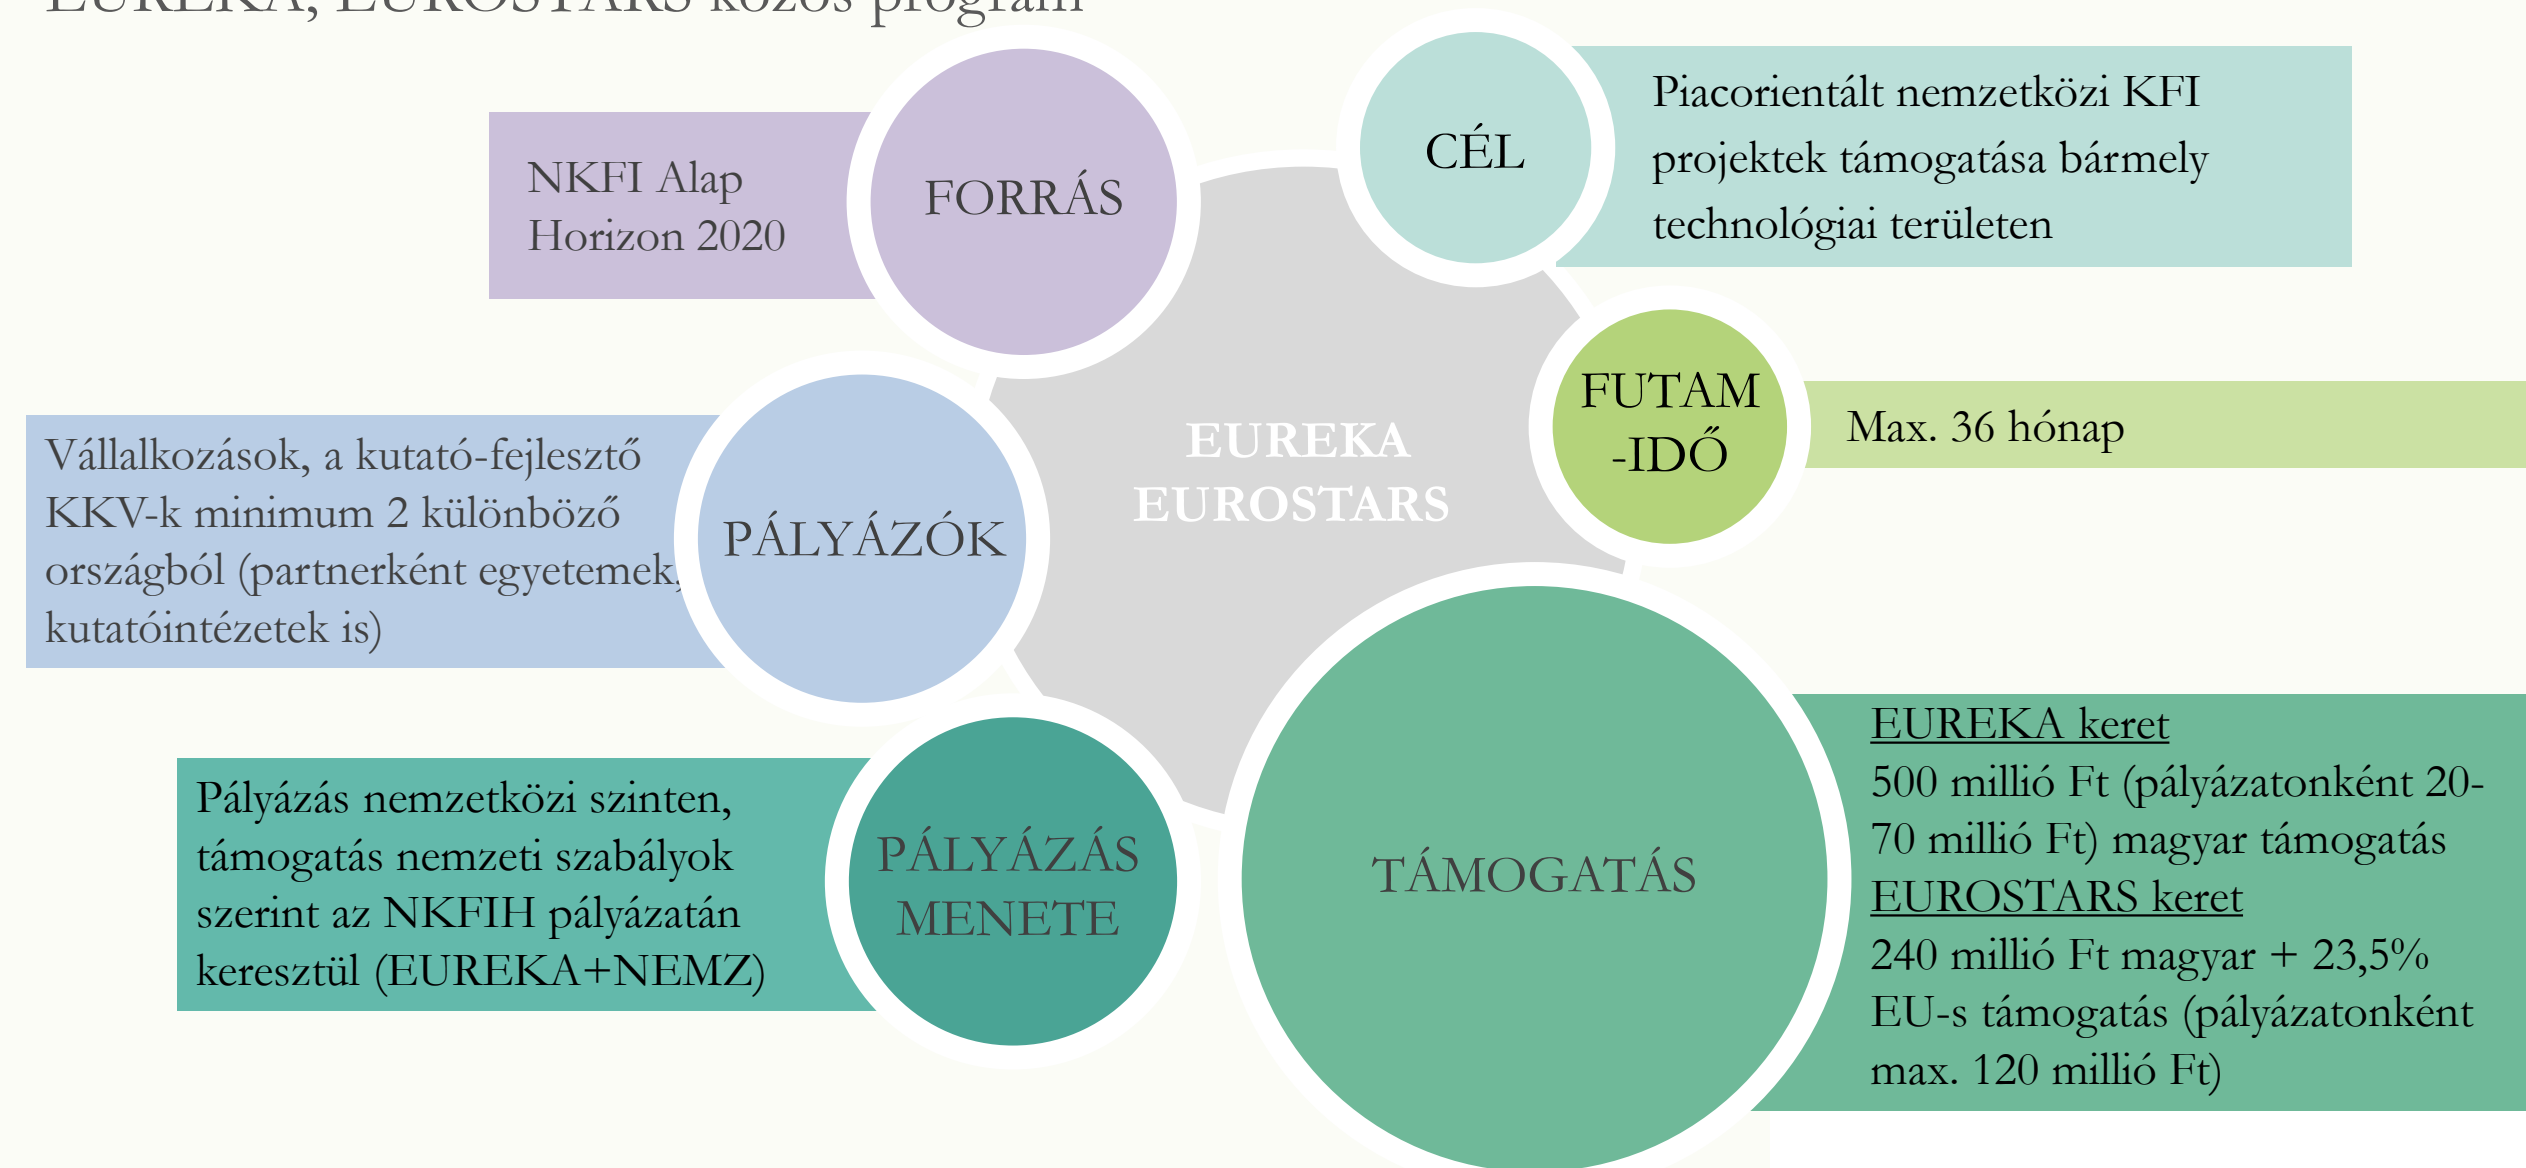 EUREKA, EUROSTARS közös program
NKFI Alap
Horizon 2020
FORRÁS
CÉL
Piacorientált nemzetközi KFI
projektek támogatása bármely
technológiai területen
FUTAM
-IDŐ
Max. 36 hónap
EUREKA
EUROSTARS
Vállalkozások, a kutató-fejlesztő
KKV-k minimum 2 különböző
országból (partnerként egyetemek,
kutatóintézetek is)
PÁLYÁZÓK
Pályázás nemzetközi szinten,
támogatás nemzeti szabályok
szerint az NKFIH pályázatán
keresztül (EUREKA+NEMZ)
PÁLYÁZÁS
MENETE
TÁMOGATÁS
EUREKA keret
500 millió Ft (pályázatonként 20-
70 millió Ft) magyar támogatás
EUROSTARS keret
240 millió Ft magyar + 23,5%
EU-s támogatás (pályázatonként
max. 120 millió Ft)